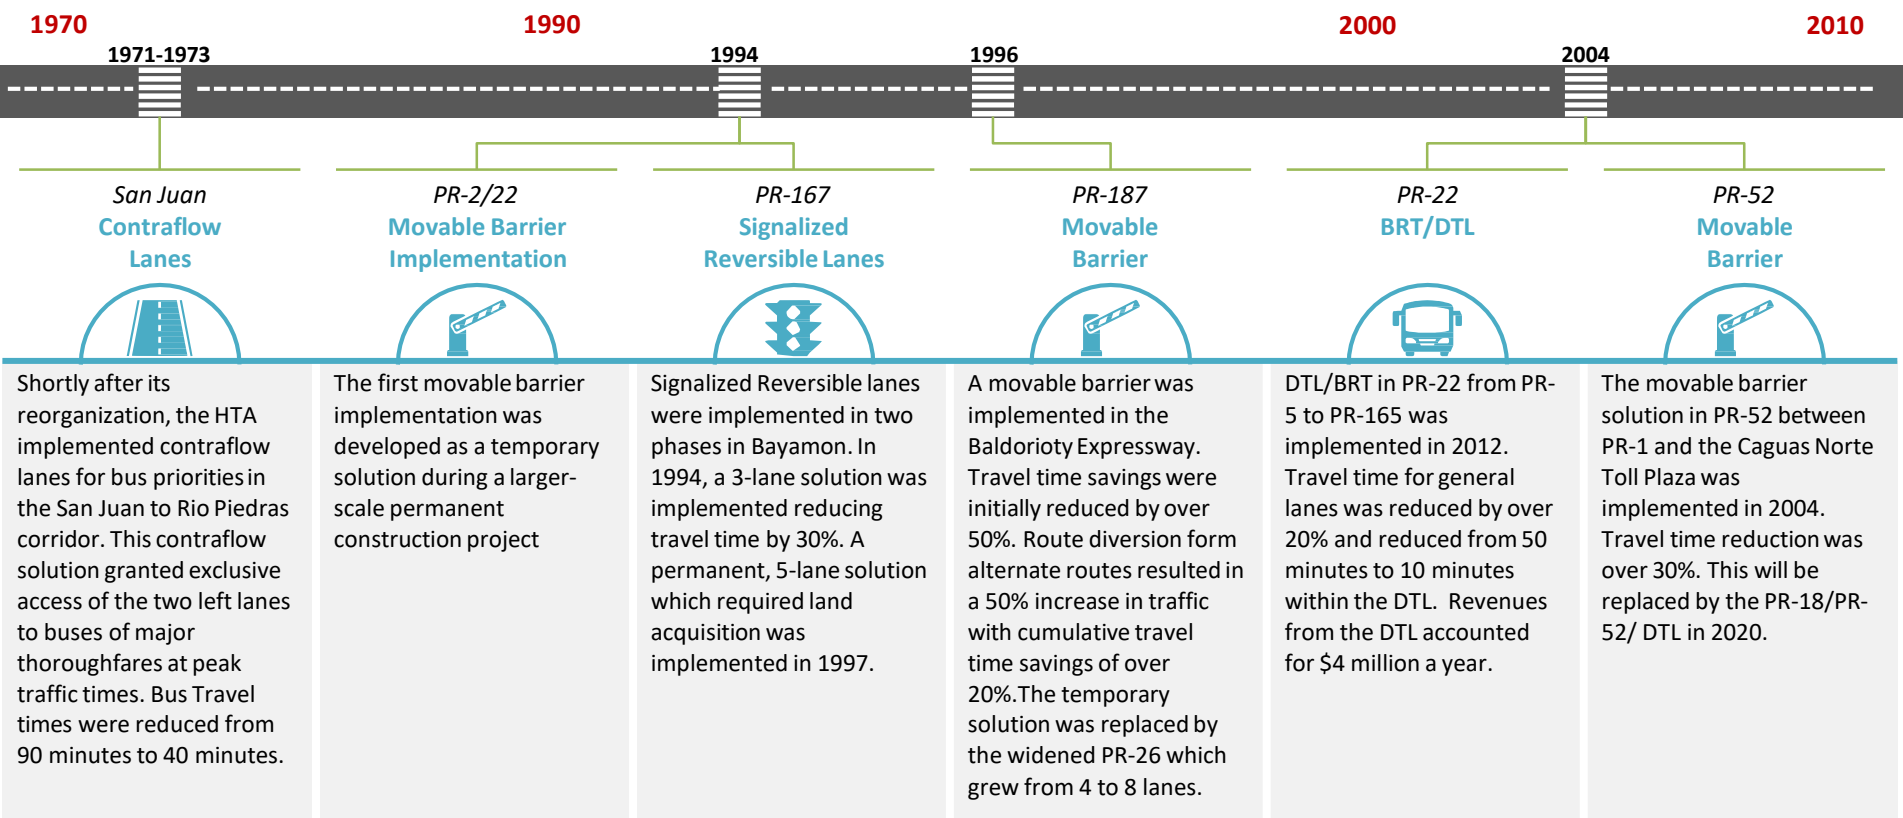 1970
1990
2000
2010
1971-1973
1994
1996
2004
San Juan
Contraflow
Lanes
Shortly after its
reorganization, the HTA
implemented contraflow
lanes for bus priorities in
the San Juan to Rio Piedras
corridor. This contraflow
solution granted exclusive
access of the two left lanes
to buses of major
thoroughfares at peak
traffic times. Bus Travel
times were reduced from
90 minutes to 40 minutes.
PR-2/22
Movable Barrier
Implementation
The first movable barrier
implementation was
developed as a temporary
solution during a larger-
scale permanent
construction project
PR-167
Signalized
Reversible Lanes
Signalized Reversible lanes
were implemented in two
phases in Bayamon. In
1994, a 3-lane solution was
implemented reducing
travel time by 30%. A
permanent, 5-lane solution
which required land
acquisition was
implemented in 1997.
PR-187
Movable
Barrier
A movable barrier was
implemented in the
Baldorioty Expressway.
Travel time savings were
initially reduced by over
50%. Route diversion form
alternate routes resulted in
a 50% increase in traffic
with cumulative travel
time savings of over
20%.The temporary
solution was replaced by
the widened PR-26 which
grew from 4 to 8 lanes.
PR-22
BRT/DTL
DTL/BRT in PR-22 from PR-
5 to PR-165 was
implemented in 2012.
Travel time for general
lanes was reduced by over
20% and reduced from 50
minutes to 10 minutes
within the DTL. Revenues
from the DTL accounted
for $4 million a year.
PR-52
Movable
Barrier
The movable barrier
solution in PR-52 between
PR-1 and the Caguas Norte
Toll Plaza was
implemented in 2004.
Travel time reduction was
over 30%. This will be
replaced by the PR-18/PR-
52/ DTL in 2020.